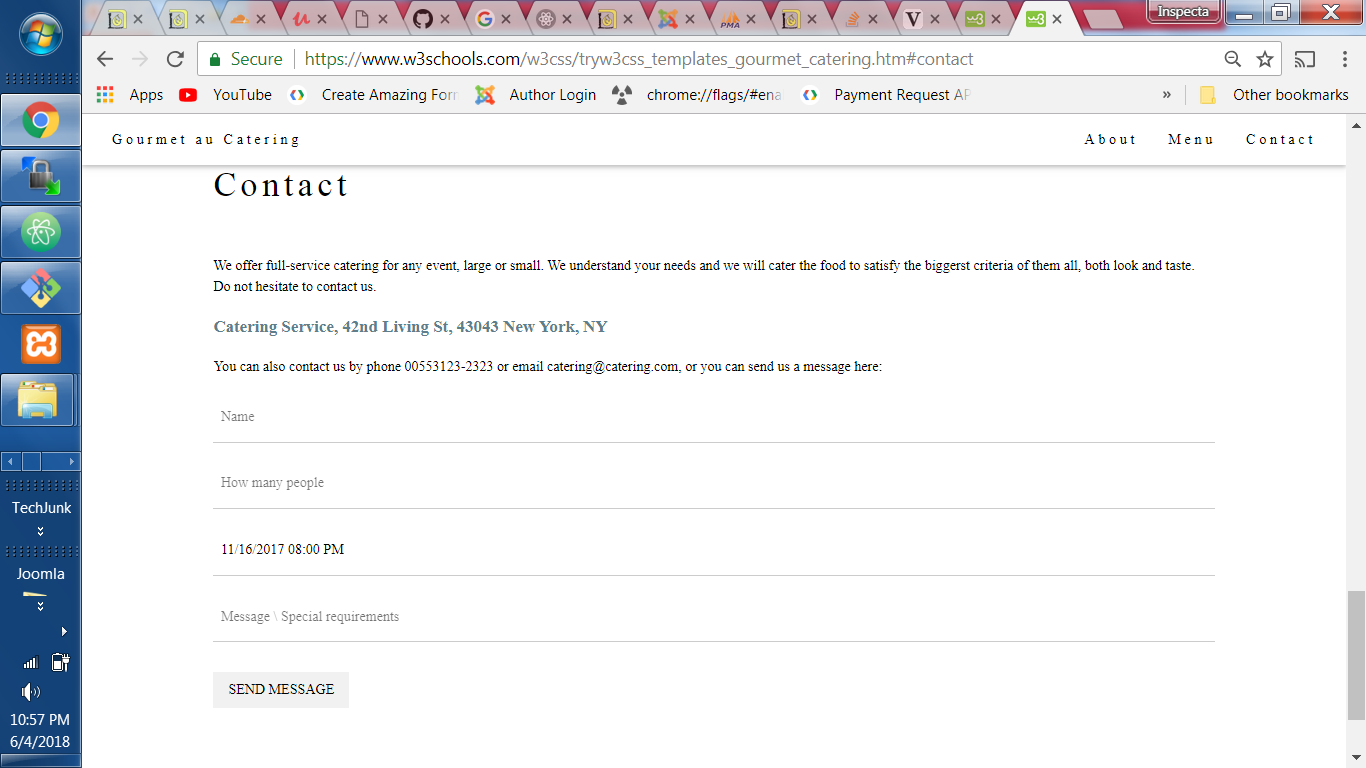 Inspecta
Secure https://www.w3schools.com/w3css/tryw3css_templates_gourmet_catering.htm#contact
Apps YouTube Create Amazing For Author Login chrome://flags/#ena Payment Request AP » Other bookmarks
Gourmet au Catering About Menu Contact
Contact
We offer full-service catering for any event, large or small. We understand your needs and we will cater the food to satisfy the biggerst criteria of them all, both look and taste.
Do not hesitate to contact us.
Catering Service, 42nd Living St, 43043 New York, NY
You can also contact us by phone 00553123-2323 or email catering@catering.com, or you can send us a message here:
Name
How many people
11/16/2017 08:00 PM
Message \ Special requirements
SEND MESSAGE
TechJunk
Joomla
10:57 PM
6/4/2018